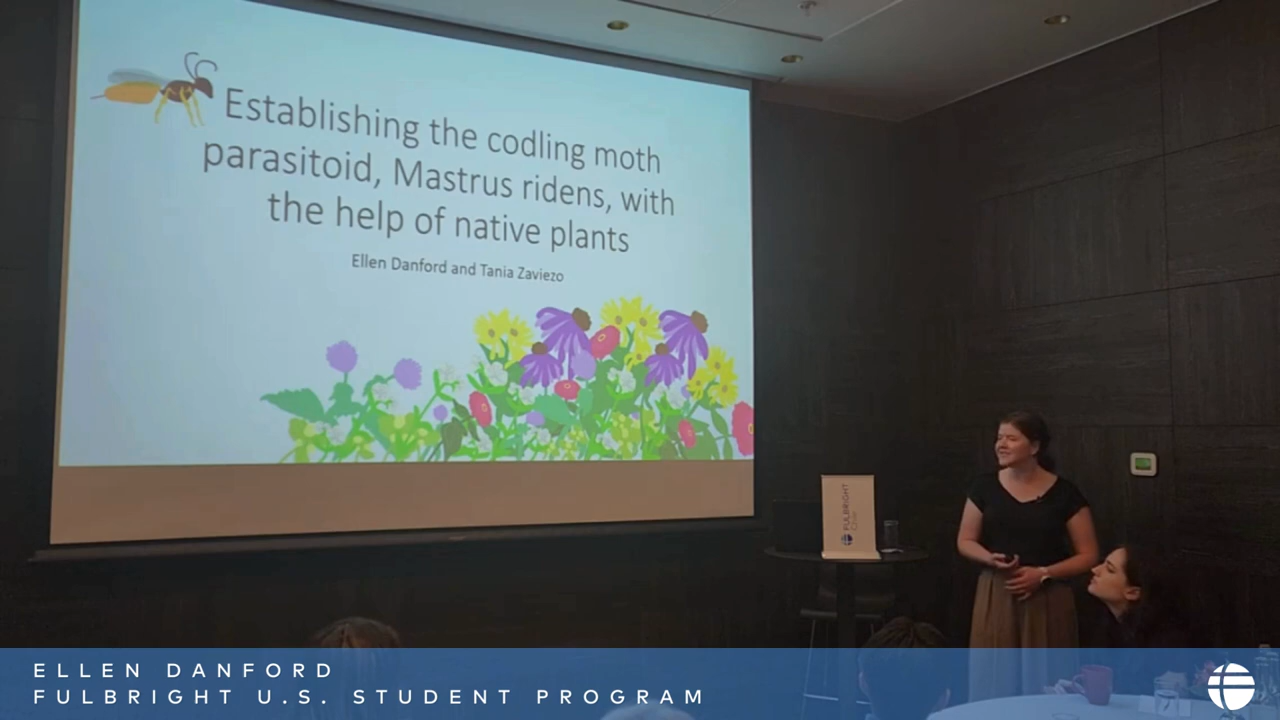 Establishing the codling moth
parasitoid, Mastrus ridens, with
the help of native plants
Ellen Danford and Tania Zaviezo
FULBRIGHT
ELLEN DANFORD
FULBRIGHT U.S. STUDENT PROGRAM